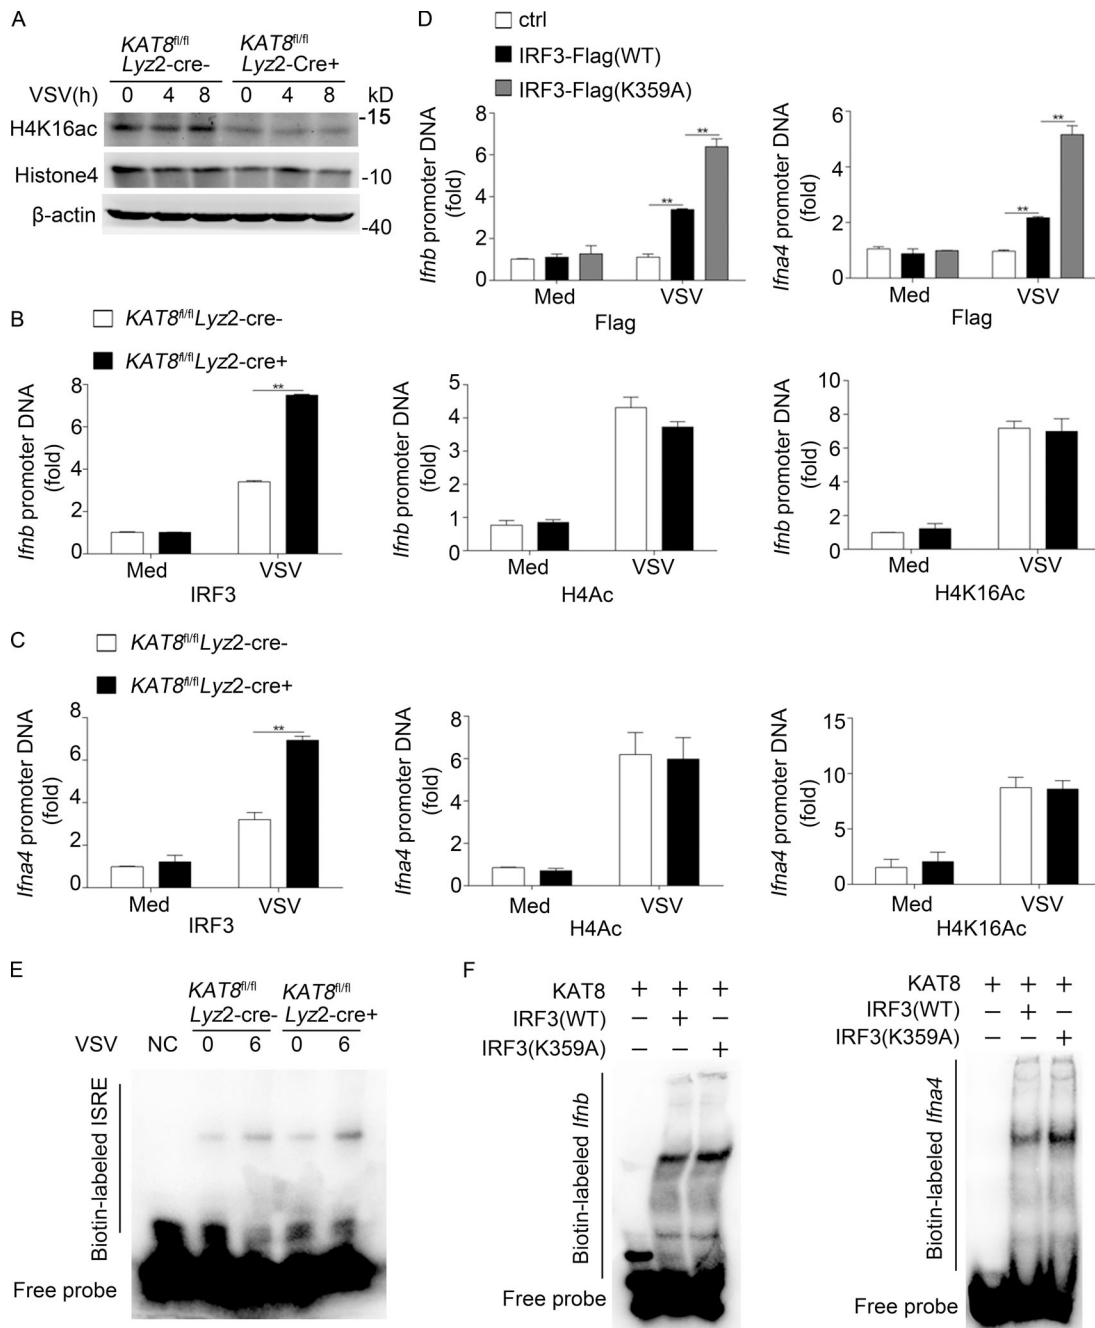 A
KAT8fl/fl KAT8fl/fl
Lyz2-cre- Lyz2-Cre+
VSV(h) 0 4 8 0 4 8 kD
-15
H4K16ac
Histone4
-10
β-actin
-40
D
ctrl
IRF3-Flag(WT)
IRF3-Flag(K359A)
Ifnb promoter DNA
(fold)
8
6
4
2
0
**
**
Med VSV
Flag
Ifna4 promoter DNA
(fold)
6
4
2
0
**
**
Med VSV
Flag
B
KAT8fl/flLyz2-cre-
KAT8fl/flLyz2-cre+
Ifnb promoter DNA
(fold)
8
6
4
2
0
**
Med VSV
IRF3
Ifnb promoter DNA
(fold)
5
4
3
2
1
0
Med VSV
H4Ac
Ifnb promoter DNA
(fold)
10
8
6
4
2
0
Med VSV
H4K16Ac
C
KAT8fl/flLyz2-cre-
KAT8fl/flLyz2-cre+
Ifna4 promoter DNA
(fold)
8
6
4
2
0
**
Med VSV
IRF3
Ifna4 promoter DNA
(fold)
8
6
4
2
0
Med VSV
H4Ac
Ifna4 promoter DNA
(fold)
15
10
5
0
Med VSV
H4K16Ac
E
KAT8fl/fl KAT8fl/fl
Lyz2-cre- Lyz2-cre+
VSV NC 0 6 0 6
Biotin-labeled ISRE
Free probe
F
KAT8 + + +
IRF3(WT) − + −
IRF3(K359A) − − +
Biotin-labeled Ifnb
Free probe
KAT8 + + +
IRF3(WT) − + −
IRF3(K359A) − − +
Biotin-labeled Ifna4
Free probe